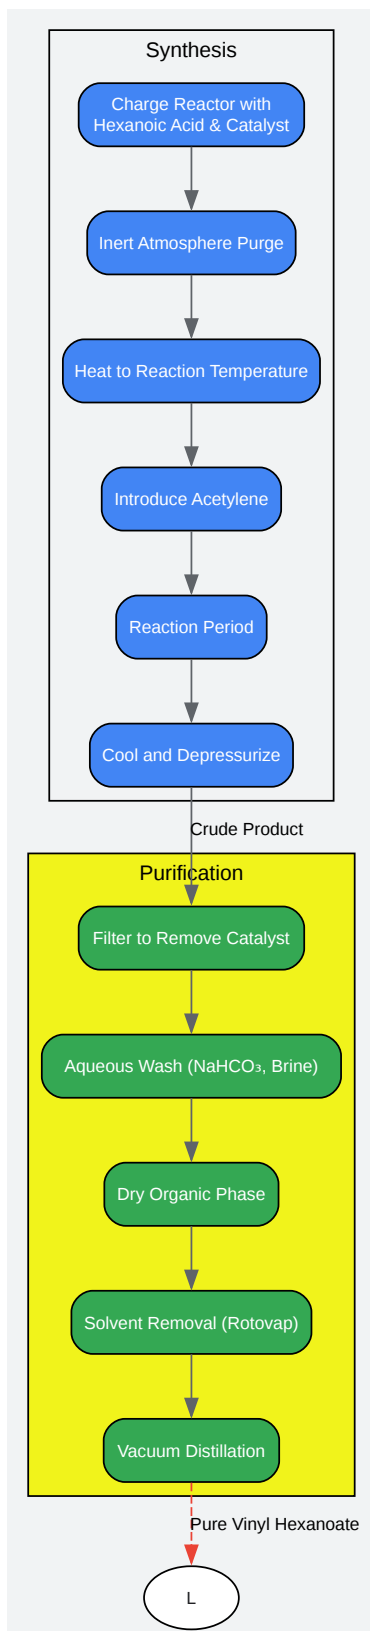 Synthesis
Charge Reactor with
Hexanoic Acid & Catalyst
Inert Atmosphere Purge
Heat to Reaction Temperature
Introduce Acetylene
Reaction Period
Cool and Depressurize
Crude Product
Purification
Filter to Remove Catalyst
Aqueous Wash (NaHCO₃, Brine)
Dry Organic Phase
Solvent Removal (Rotovap)
Vacuum Distillation
Pure Vinyl Hexanoate
L